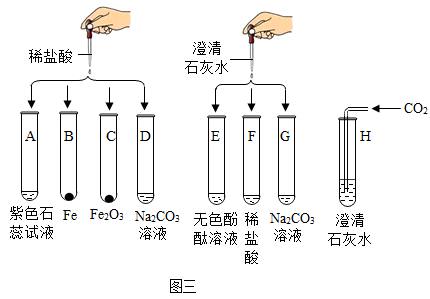 稀盐酸
澄清
石灰水
CO2
A B C D
E F G H
紫色石
蕊试液
Fe
Fe2O3
Na2CO3
溶液
无色酚
酞溶液
稀
盐
酸
Na2CO3
溶液
澄清
石灰水
图三